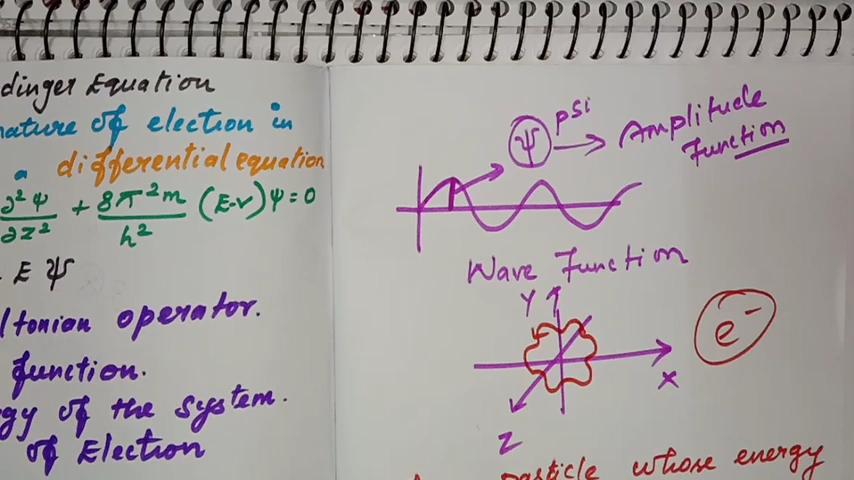 dinger Equation
nature of election in
a differential equation
∂²ψ/∂z² + 8π²m/h² (E-v)ψ=0
E ψ
ltonian operator.
function.
gy of the system.
of Electron
ψ psi → Amplitude
Function
Wave Function
Y
e⁻
X
Z
particle whose energy